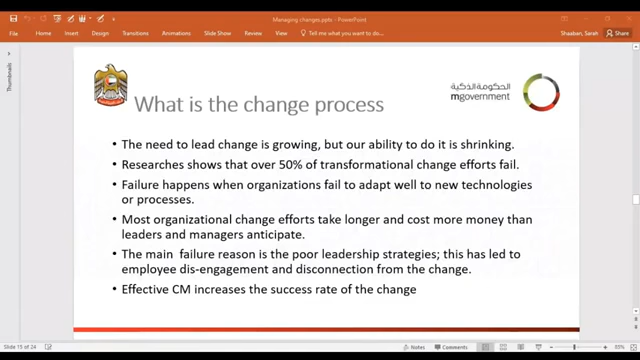 Managing changes.pptx - PowerPoint
Shaaban, Sarah
File Home Insert Design Transitions Animations Slide Show Review View Tell me what you want to do... Share
Thumbnails
What is the change process
الحكومة الذكية
mgovernment
• The need to lead change is growing, but our ability to do it is shrinking.
• Researches shows that over 50% of transformational change efforts fail.
• Failure happens when organizations fail to adapt well to new technologies
or processes.
• Most organizational change efforts take longer and cost more money than
leaders and managers anticipate.
• The main failure reason is the poor leadership strategies; this has led to
employee dis-engagement and disconnection from the change.
• Effective CM increases the success rate of the change
Slide 15 of 24 Notes Comments